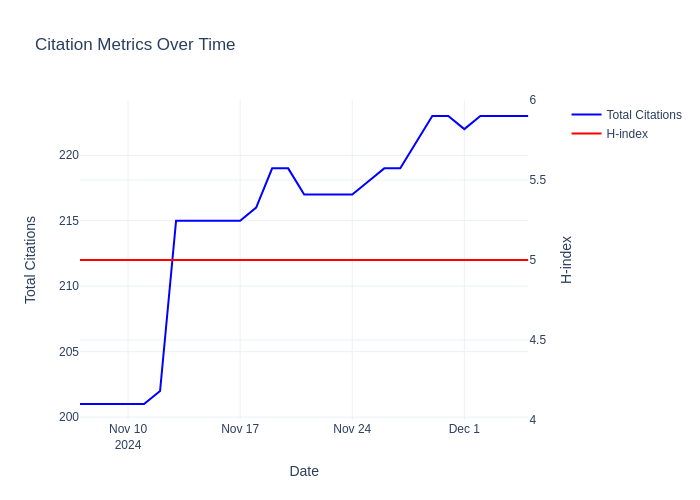 Citation Metrics Over Time
Total Citations
H-index
220
215
210
205
200
6
5.5
5
4.5
4
Nov 10
2024
Nov 17
Nov 24
Dec 1
Date
Total Citations
H-index